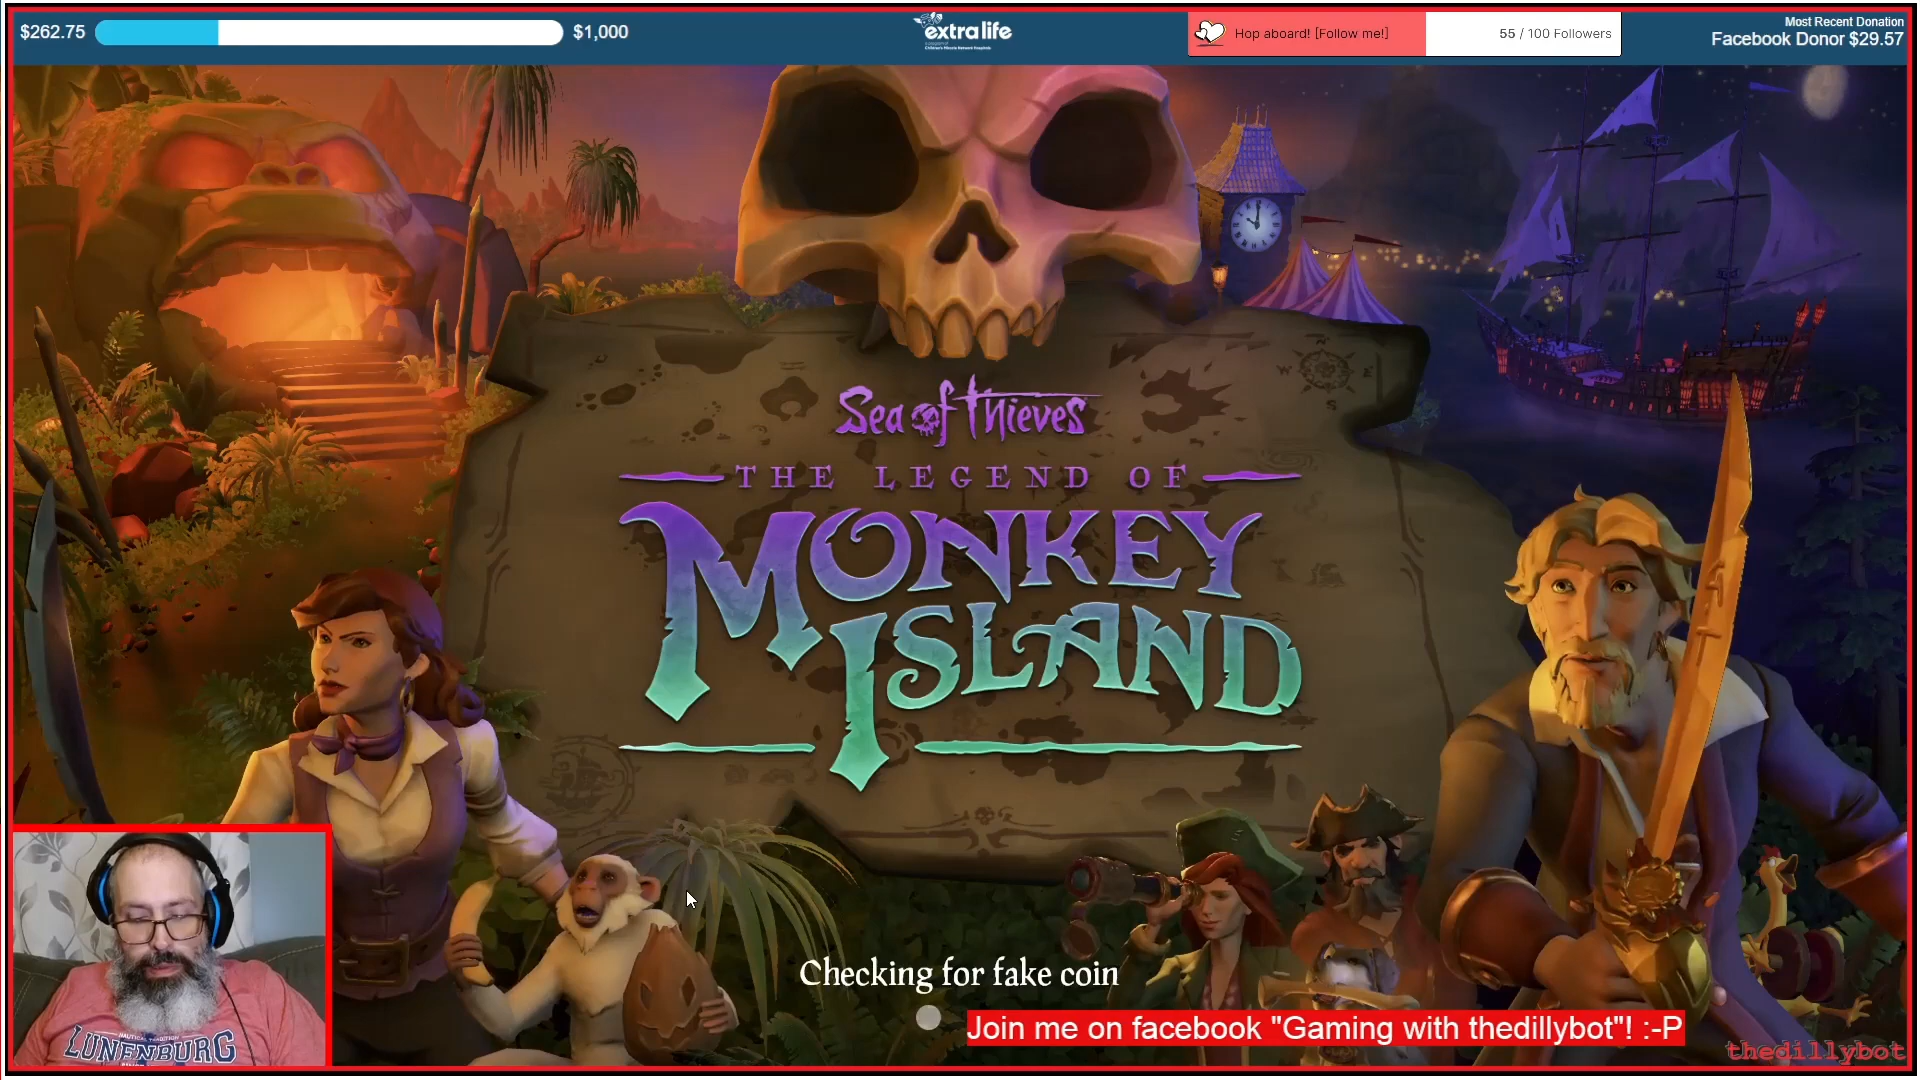 $262.75
$1,000
extralife
Hop aboard! [Follow me!]
55 / 100 Followers
Most Recent Donation
Facebook Donor $29.57
Sea of Thieves
THE LEGEND OF
MONKEY
ISLAND
Checking for fake coin
Join me on facebook "Gaming with thedillybot"! :-P
thedillybot
LUNENBURG